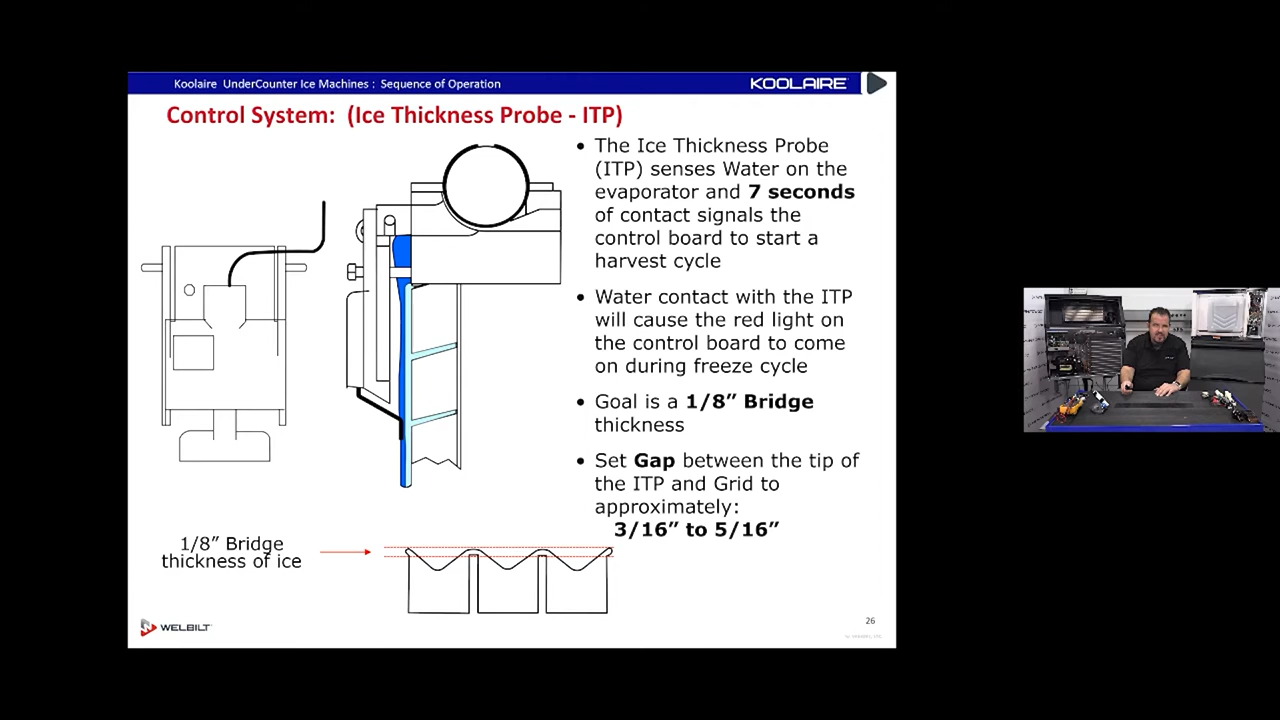 Koolaire UnderCounter Ice Machines : Sequence of Operation
KOOLAIRE
Control System: (Ice Thickness Probe - ITP)
• The Ice Thickness Probe
(ITP) senses Water on the
evaporator and 7 seconds
of contact signals the
control board to start a
harvest cycle
• Water contact with the ITP
will cause the red light on
the control board to come
on during freeze cycle
• Goal is a 1/8” Bridge
thickness
• Set Gap between the tip of
the ITP and Grid to
approximately:
3/16” to 5/16”
1/8” Bridge
thickness of ice
WELBILT
26